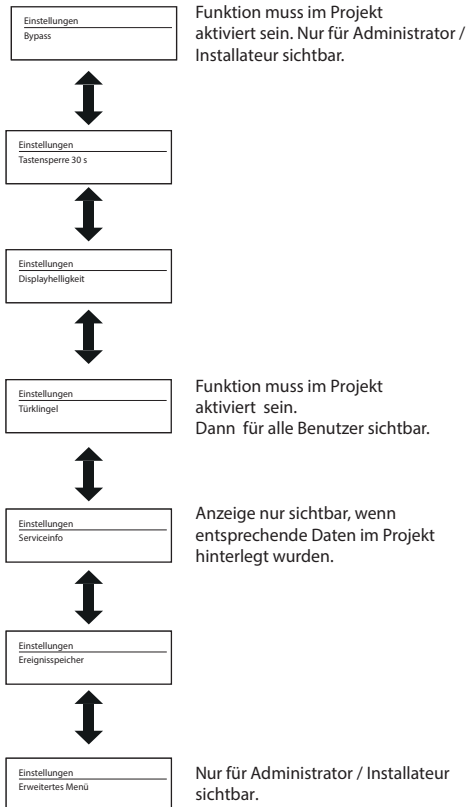 Einstellungen
Bypass
Funktion muss im Projekt
aktiviert sein. Nur für Administrator /
Installateur sichtbar.
Einstellungen
Tastensperre 30 s
Einstellungen
Displayhelligkeit
Einstellungen
Türklingel
Funktion muss im Projekt
aktiviert sein.
Dann für alle Benutzer sichtbar.
Einstellungen
Serviceinfo
Anzeige nur sichtbar, wenn
entsprechende Daten im Projekt
hinterlegt wurden.
Einstellungen
Ereignisspeicher
Einstellungen
Erweitertes Menü
Nur für Administrator / Installateur
sichtbar.